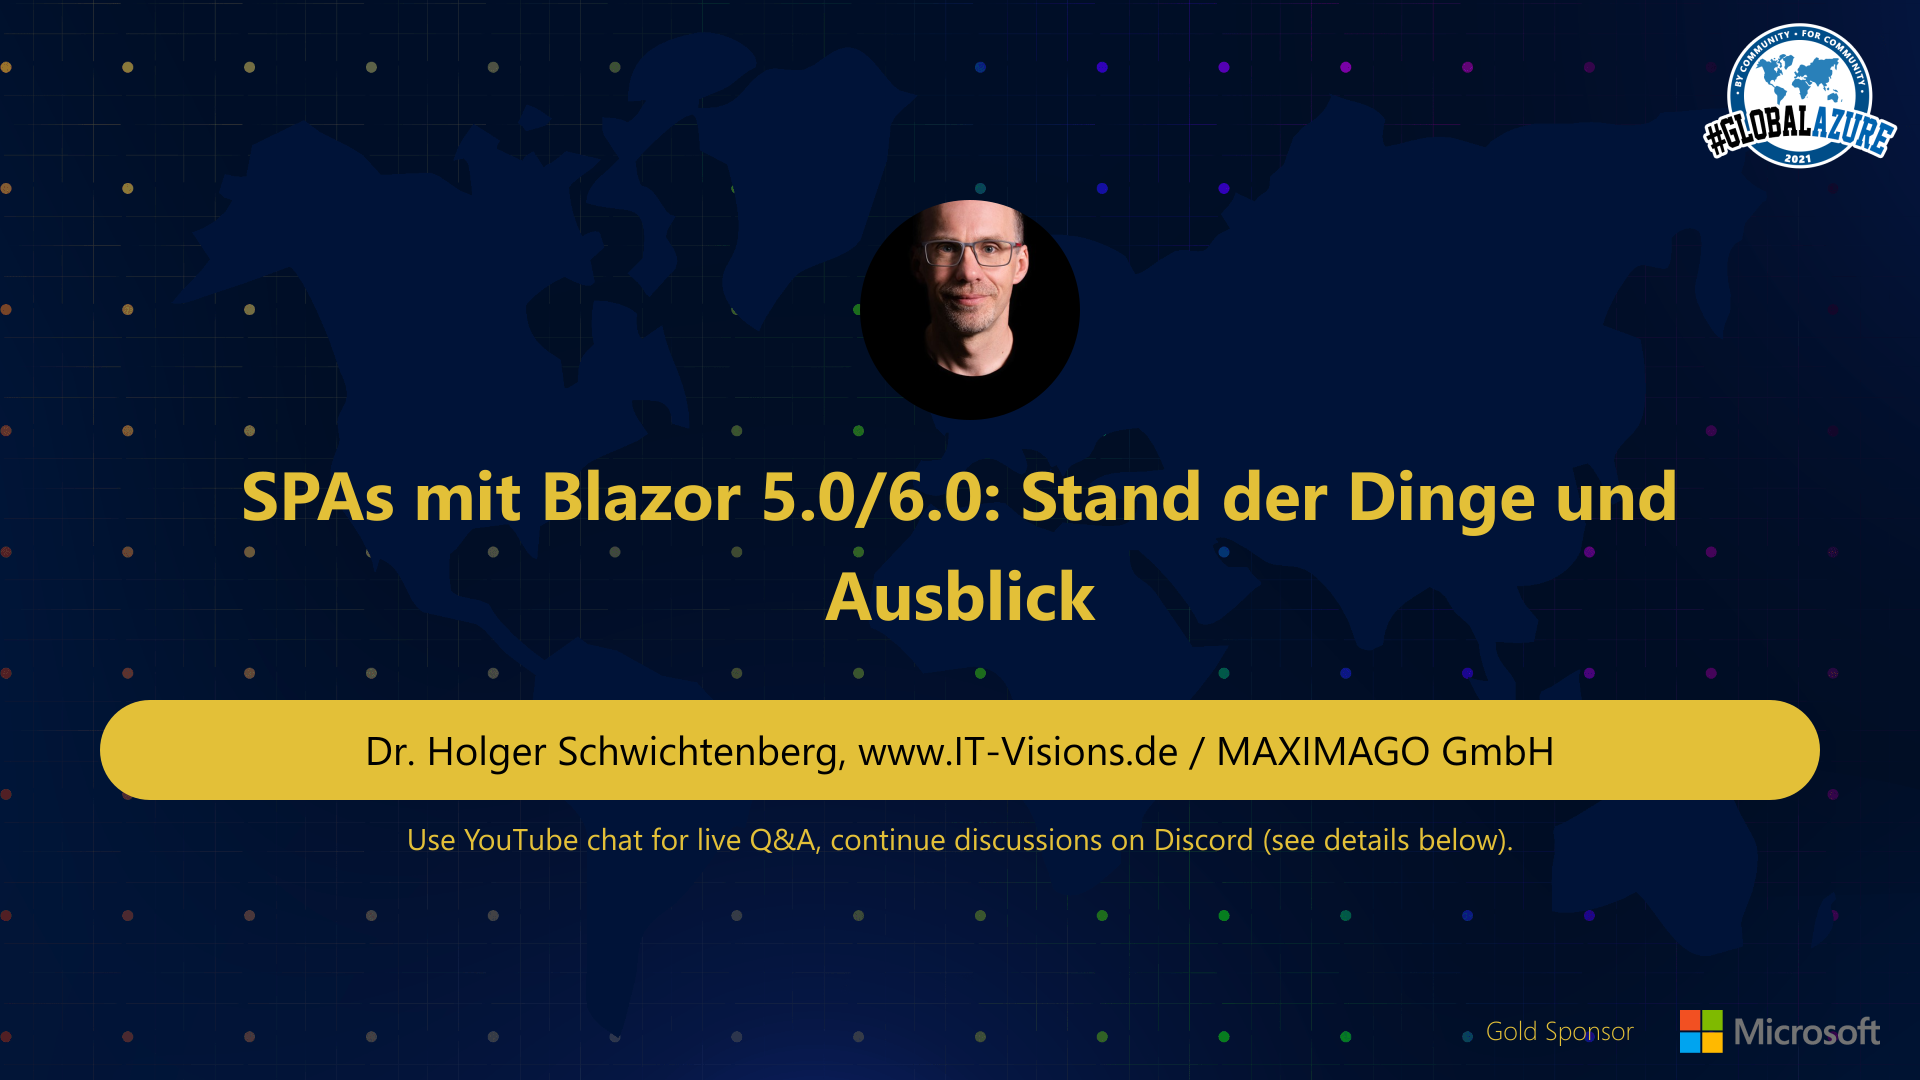 • BY COMMUNITY • FOR COMMUNITY •
#GLOBALAZURE
2021
SPAs mit Blazor 5.0/6.0: Stand der Dinge und
Ausblick
Dr. Holger Schwichtenberg, www.IT-Visions.de / MAXIMAGO GmbH
Use YouTube chat for live Q&A, continue discussions on Discord (see details below).
Gold Sponsor
Microsoft